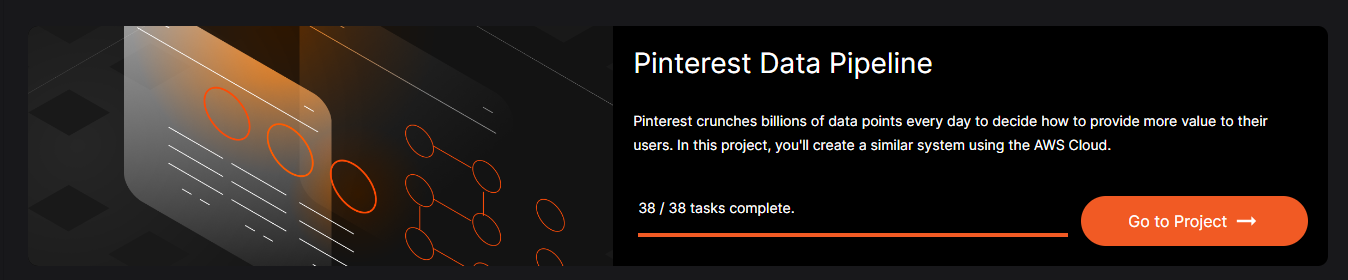 Pinterest Data Pipeline
Pinterest crunches billions of data points every day to decide how to provide more value to their
users. In this project, you'll create a similar system using the AWS Cloud.
38 / 38 tasks complete.
Go to Project